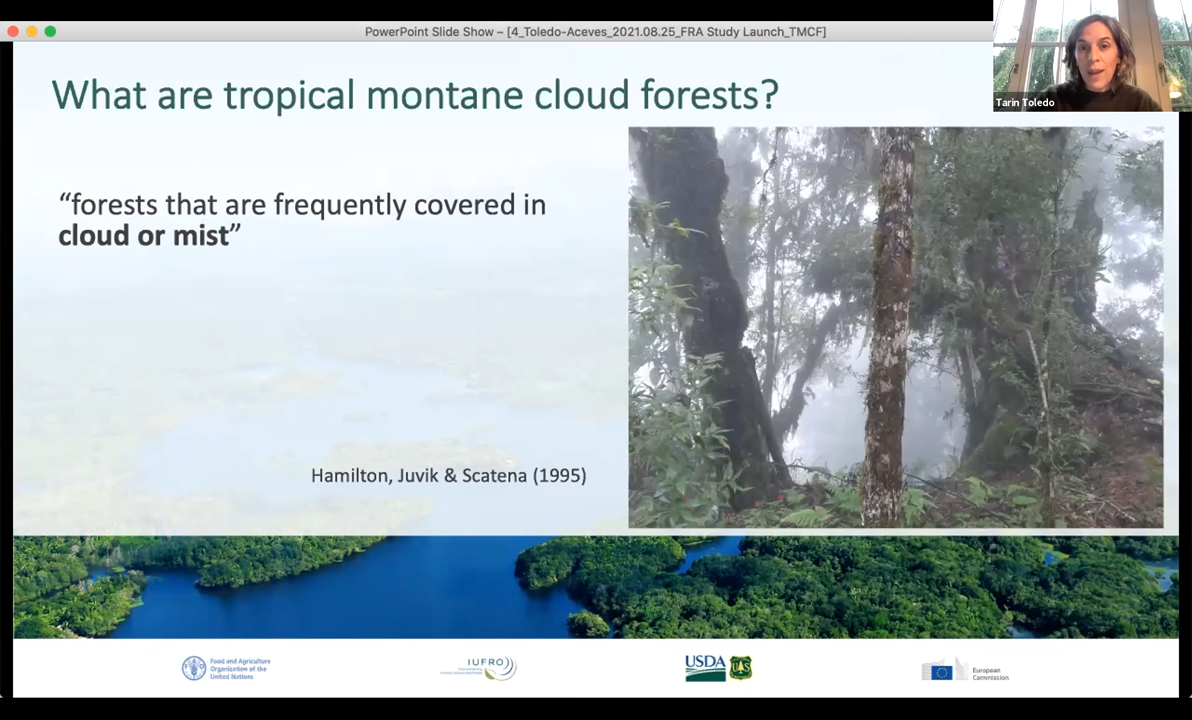 PowerPoint Slide Show – [4_Toledo-Aceves_2021.08.25_FRA Study Launch_TMCF]
Tarin Toledo
What are tropical montane cloud forests?
“forests that are frequently covered in
cloud or mist”
Hamilton, Juvik & Scatena (1995)
Food and Agriculture
Organization of the
United Nations
IUFRO
USDA
UAS
European
Commission